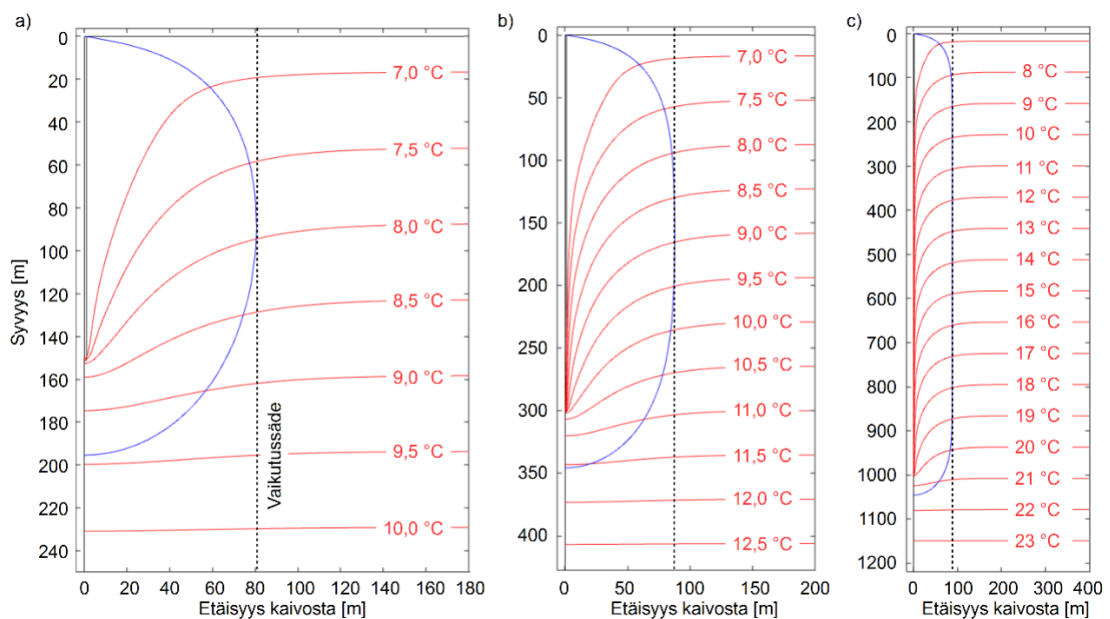 a)
0
20
40
60
80
100
120
140
160
180
200
220
240
Syvyys [m]
7,0 °C
7,5 °C
8,0 °C
8,5 °C
9,0 °C
9,5 °C
10,0 °C
Vaikutussäde
0 20 40 60 80 100 120 140 160 180
Etäisyys kaivosta [m]
b)
0
50
100
150
200
250
300
350
400
7,0 °C
7,5 °C
8,0 °C
8,5 °C
9,0 °C
9,5 °C
10,0 °C
10,5 °C
11,0 °C
11,5 °C
12,0 °C
12,5 °C
0 50 100 150 200
Etäisyys kaivosta [m]
c)
0
100
200
300
400
500
600
700
800
900
1000
1100
1200
8 °C
9 °C
10 °C
11 °C
12 °C
13 °C
14 °C
15 °C
16 °C
17 °C
18 °C
19 °C
20 °C
21 °C
22 °C
23 °C
0 100 200 300 400
Etäisyys kaivosta [m]